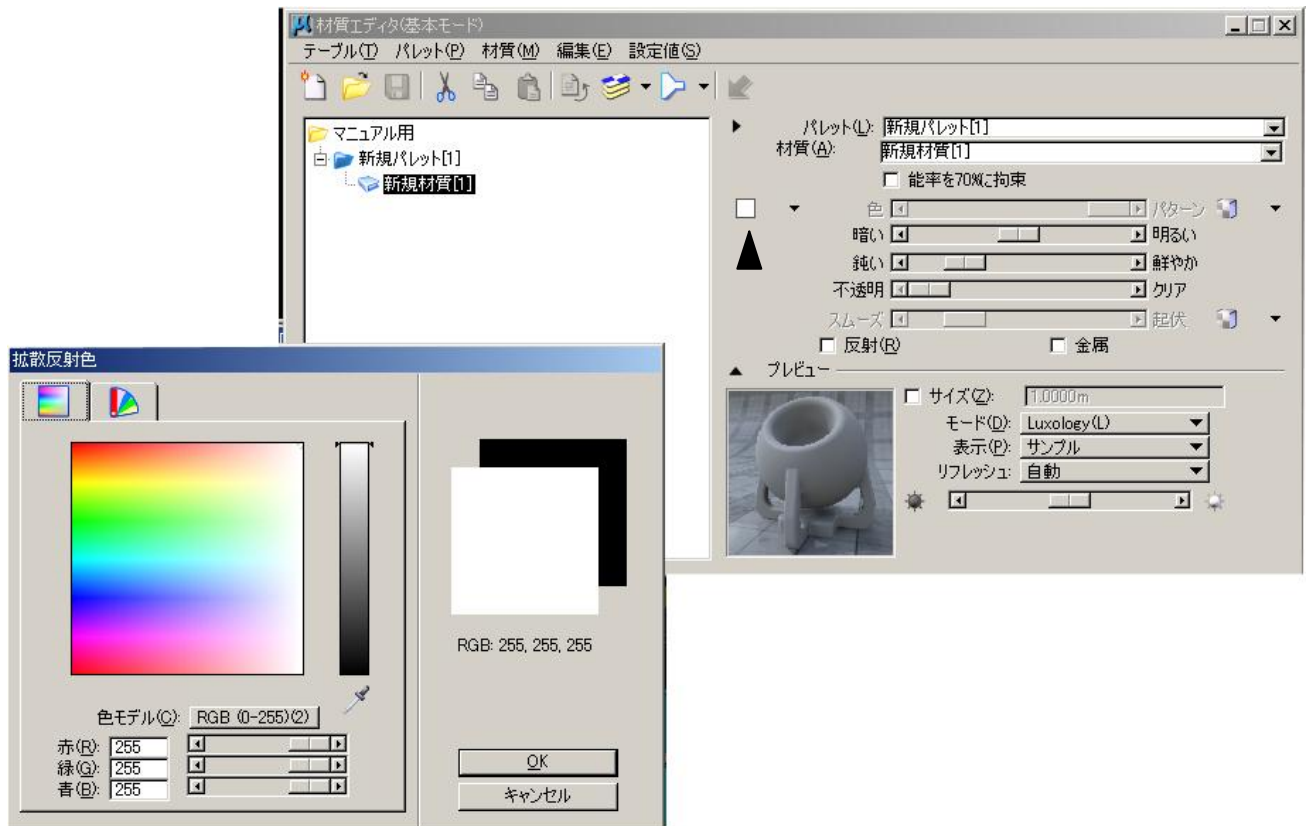 材質エディタ(基本モード)
テーブル(T) パレット(P) 材質(M) 編集(E) 設定値(S)
マニュアル用
新規パレット[1]
新規材質[1]
パレット(L): 新規パレット[1]
材質(A): 新規材質[1]
能率を70%に拘束
色 パターン
暗い 明るい
鈍い 鮮やか
不透明 クリア
スムーズ 起伏
反射(R) 金属
プレビュー
サイズ(Z): 1.0000m
モード(D): Luxology(L)
表示(P): サンプル
リフレッシュ: 自動
拡散反射色
RGB: 255, 255, 255
色モデル(C): RGB (0-255)(2)
赤(R): 255
緑(G): 255
青(B): 255
OK
キャンセル